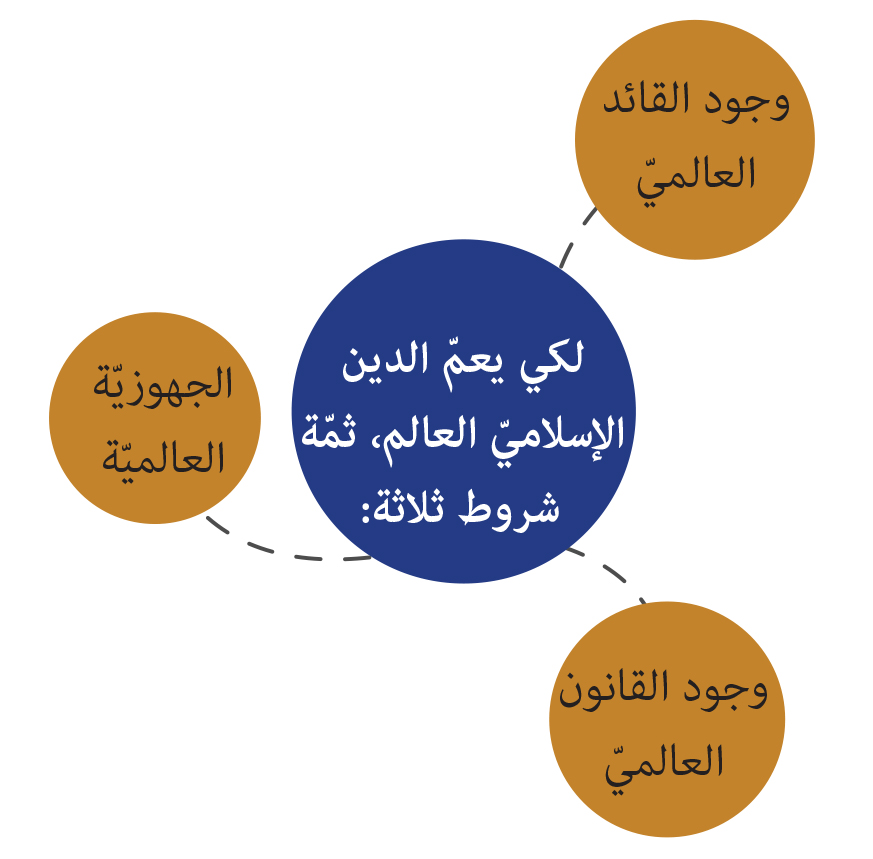 لكي يعمّ الدين
الإسلاميّ العالم، ثمّة
شروط ثلاثة:
وجود القائد
العالميّ
وجود القانون
العالميّ
الجهوزيّة
العالميّة